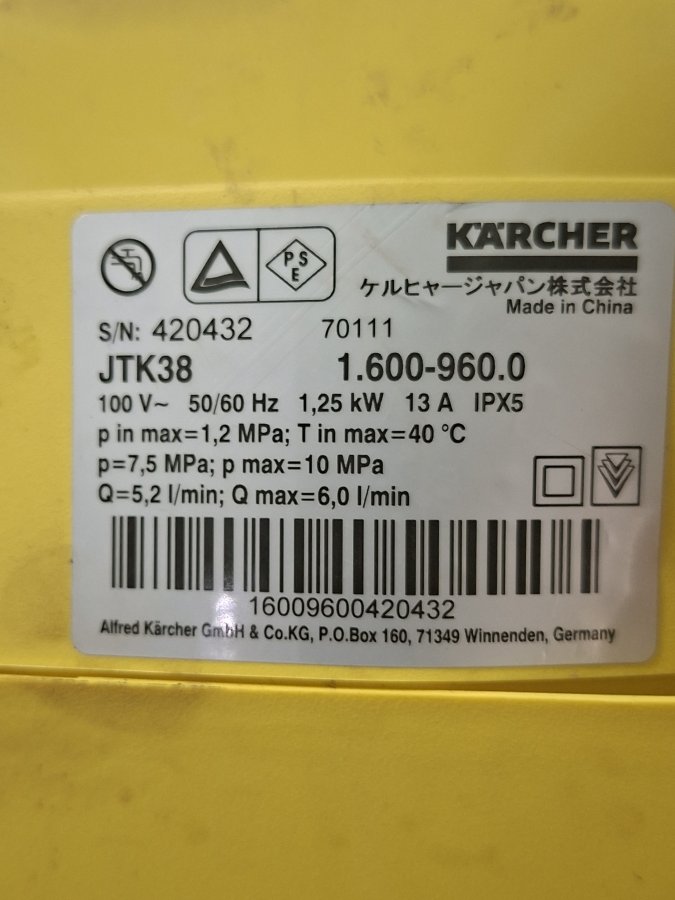 PSE
KÄRCHER
ケルヒャージャパン株式会社
Made in China
S/N: 420432 70111
JTK38 1.600-960.0
100 V~ 50/60 Hz 1,25 kW 13 A IPX5
p in max=1,2 MPa; T in max=40 °C
p=7,5 MPa; p max=10 MPa
Q=5,2 l/min; Q max=6,0 l/min
16009600420432
Alfred Kärcher GmbH & Co.KG, P.O.Box 160, 71349 Winnenden, Germany